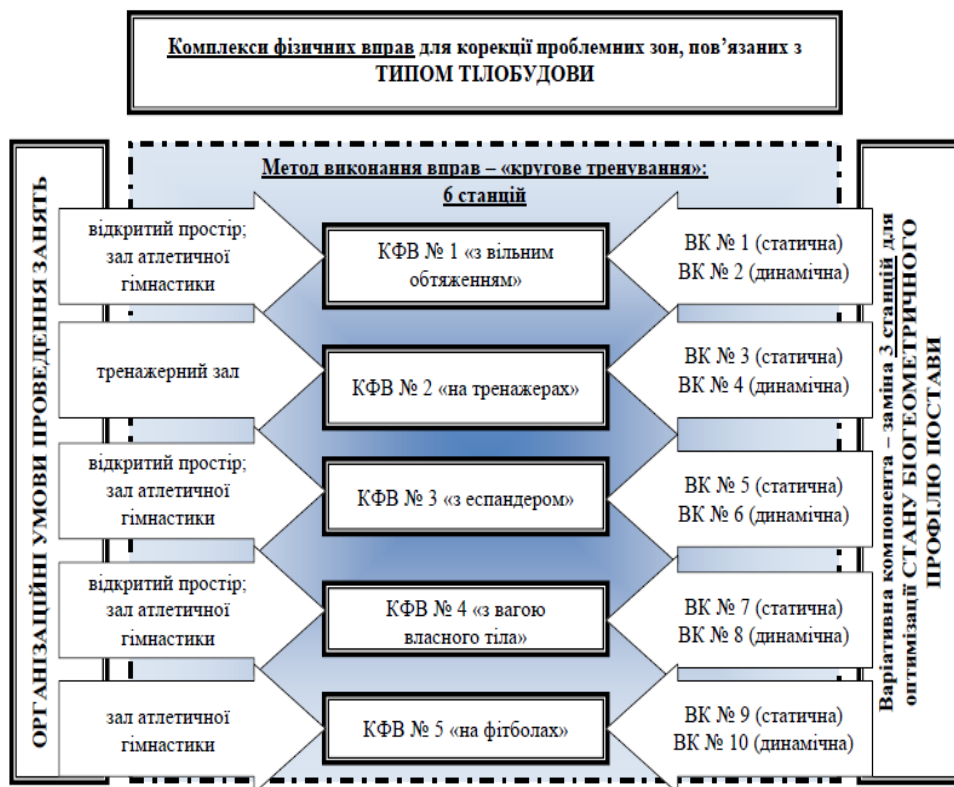 Комплекси фізичних вправ для корекції проблемних зон, пов’язаних з
ТИПОМ ТІЛОБУДОВИ
ОРГАНІЗАЦІЙНІ УМОВИ ПРОВЕДЕННЯ ЗАНЯТЬ
Метод виконання вправ – «кругове тренування»:
6 станцій
відкритий простір;
зал атлетичної
гімнастики
КФВ № 1 «з вільним
обтяженням»
ВК № 1 (статична)
ВК № 2 (динамічна)
тренажерний зал
КФВ № 2 «на тренажерах»
ВК № 3 (статична)
ВК № 4 (динамічна)
відкритий простір;
зал атлетичної
гімнастики
КФВ № 3 «з еспандером»
ВК № 5 (статична)
ВК № 6 (динамічна)
відкритий простір;
зал атлетичної
гімнастики
КФВ № 4 «з вагою
власного тіла»
ВК № 7 (статична)
ВК № 8 (динамічна)
зал атлетичної
гімнастики
КФВ № 5 «на фітболах»
ВК № 9 (статична)
ВК № 10 (динамічна)
Варіативна компонента – заміна 3 станцій для
оптимізації СТАНУ БІОГЕОМЕТРИЧНОГО
ПРОФІЛЮ ПОСТАВИ